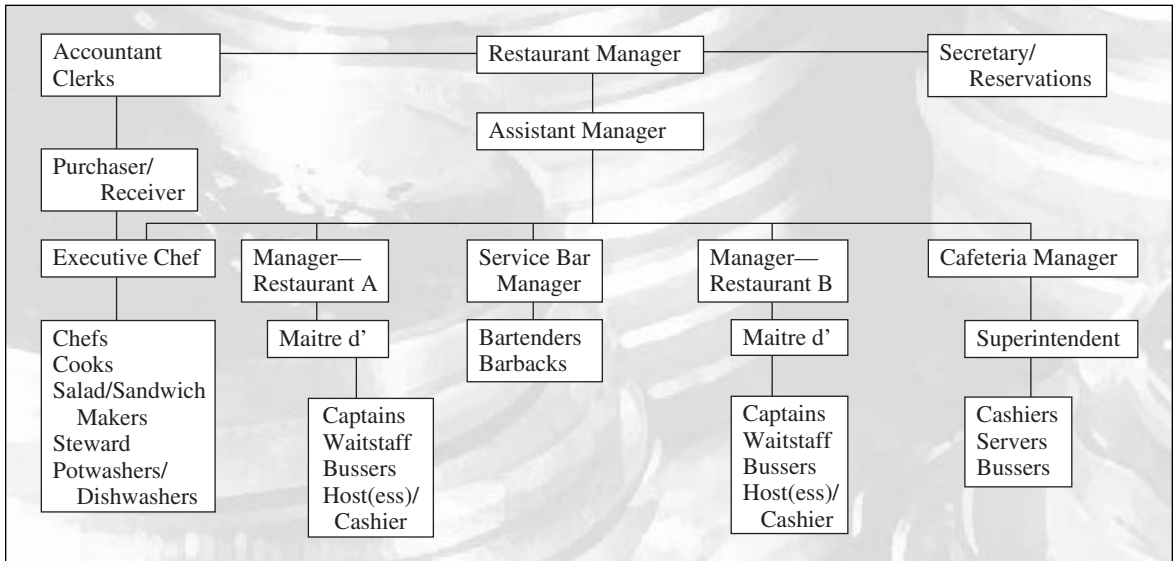 Accountant
Clerks
Restaurant Manager
Secretary/
Reservations
Assistant Manager
Purchaser/
Receiver
Executive Chef
Manager—
Restaurant A
Service Bar
Manager
Manager—
Restaurant B
Cafeteria Manager
Chefs
Cooks
Salad/Sandwich
Makers
Steward
Potwashers/
Dishwashers
Maitre d’
Captains
Waitstaff
Bussers
Host(ess)/
Cashier
Bartenders
Barbacks
Maitre d’
Captains
Waitstaff
Bussers
Host(ess)/
Cashier
Superintendent
Cashiers
Servers
Bussers